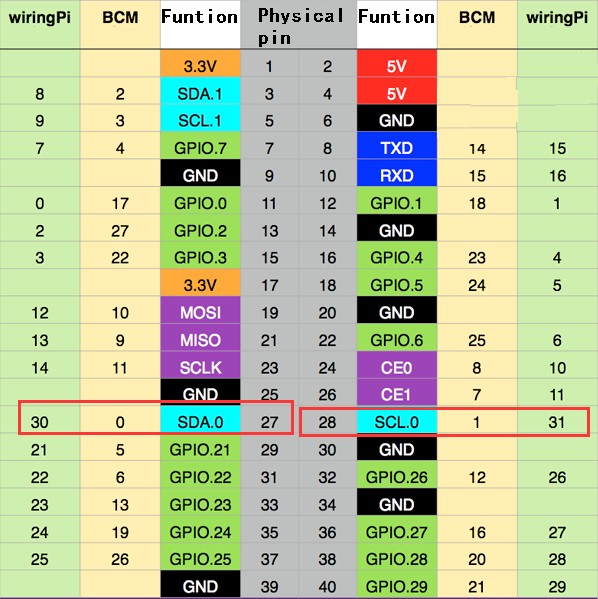 wiringPi BCM Funtion Physical pin Funtion BCM wiringPi
3.3V 1 2 5V
8 2 SDA.1 3 4 5V
9 3 SCL.1 5 6 GND
7 4 GPIO.7 7 8 TXD 14 15
GND 9 10 RXD 15 16
0 17 GPIO.0 11 12 GPIO.1 18 1
2 27 GPIO.2 13 14 GND
3 22 GPIO.3 15 16 GPIO.4 23 4
3.3V 17 18 GPIO.5 24 5
12 10 MOSI 19 20 GND
13 9 MISO 21 22 GPIO.6 25 6
14 11 SCLK 23 24 CE0 8 10
GND 25 26 CE1 7 11
30 0 SDA.0 27 28 SCL.0 1 31
21 5 GPIO.21 29 30 GND
22 6 GPIO.22 31 32 GPIO.26 12 26
23 13 GPIO.23 33 34 GND
24 19 GPIO.24 35 36 GPIO.27 16 27
25 26 GPIO.25 37 38 GPIO.28 20 28
GND 39 40 GPIO.29 21 29